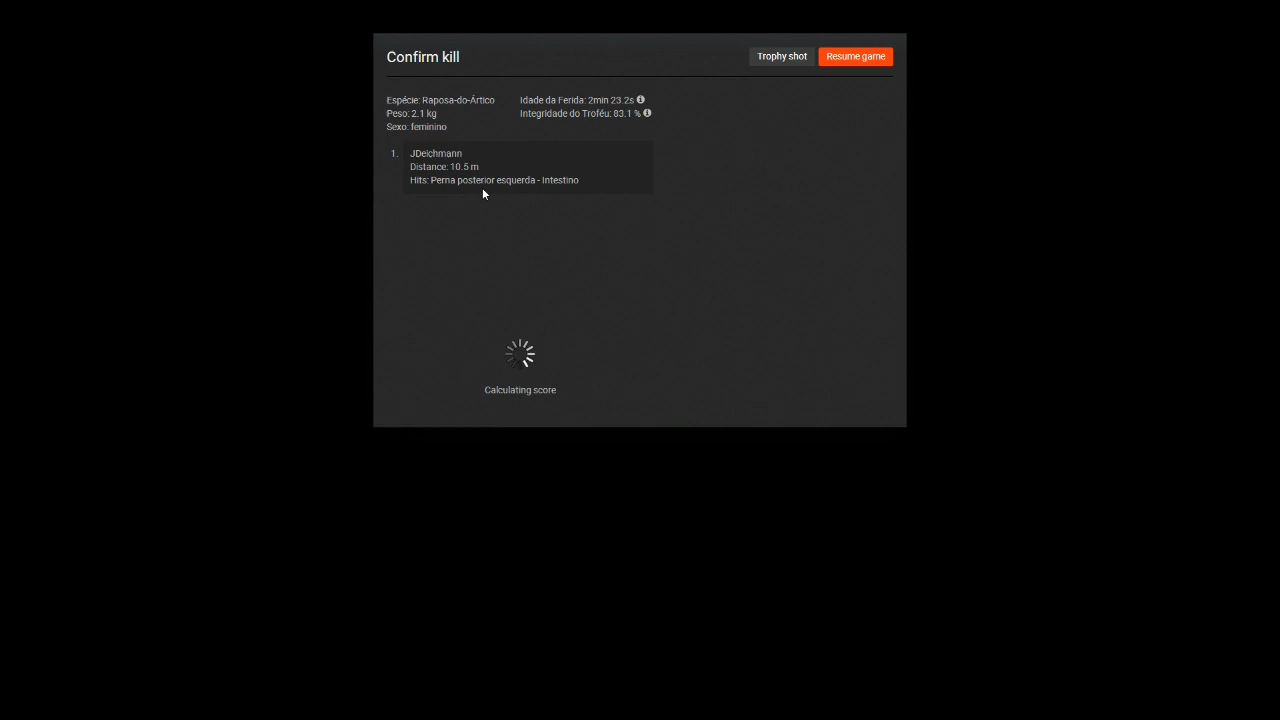 Confirm kill
Trophy shot
Resume game
Espécie: Raposa-do-Ártico
Peso: 2.1 kg
Sexo: feminino
Idade da Ferida: 2min 23.2s
Integridade do Troféu: 83.1 %
1.
JDeichmann
Distance: 10.5 m
Hits: Perna posterior esquerda - Intestino
Calculating score